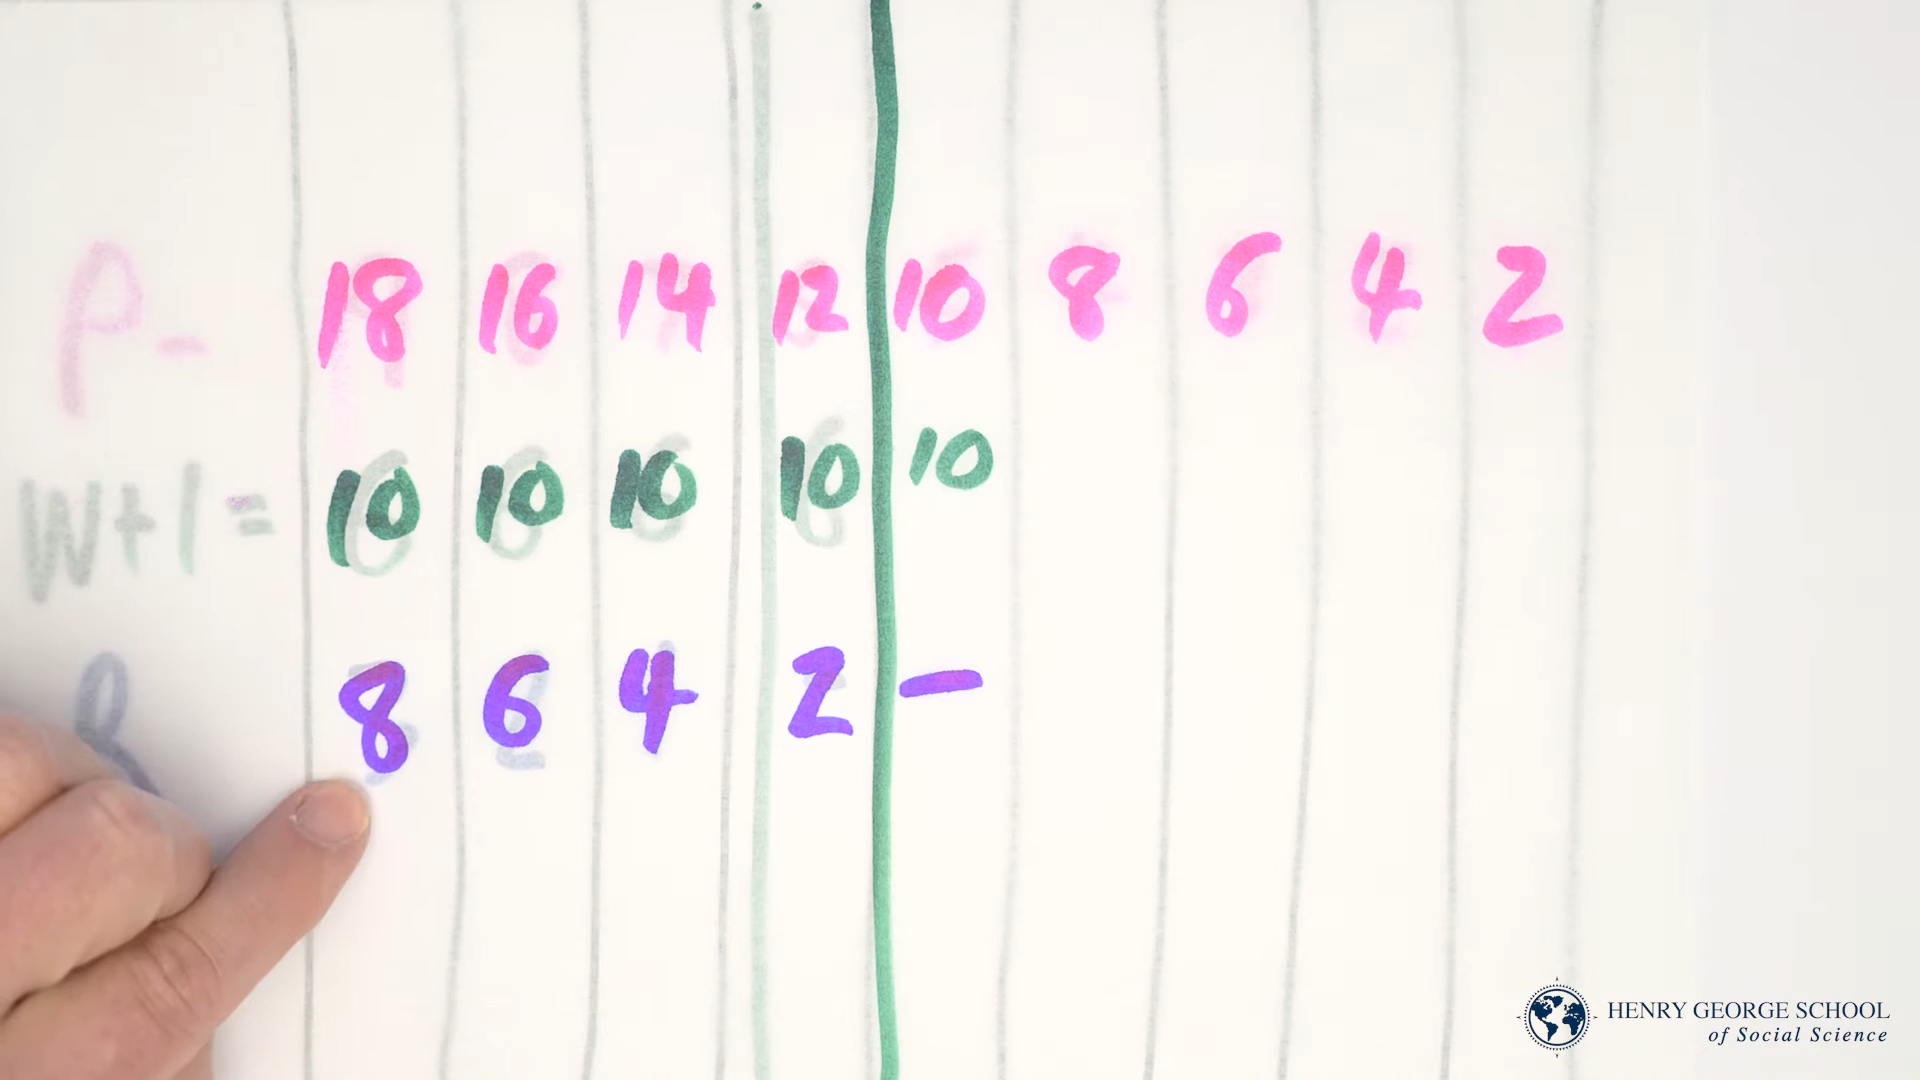 P - 18 16 14 12 10 8 6 4 2
W+I = 10 10 10 10 10
R 8 6 4 2 —
HENRY GEORGE SCHOOL
of Social Science